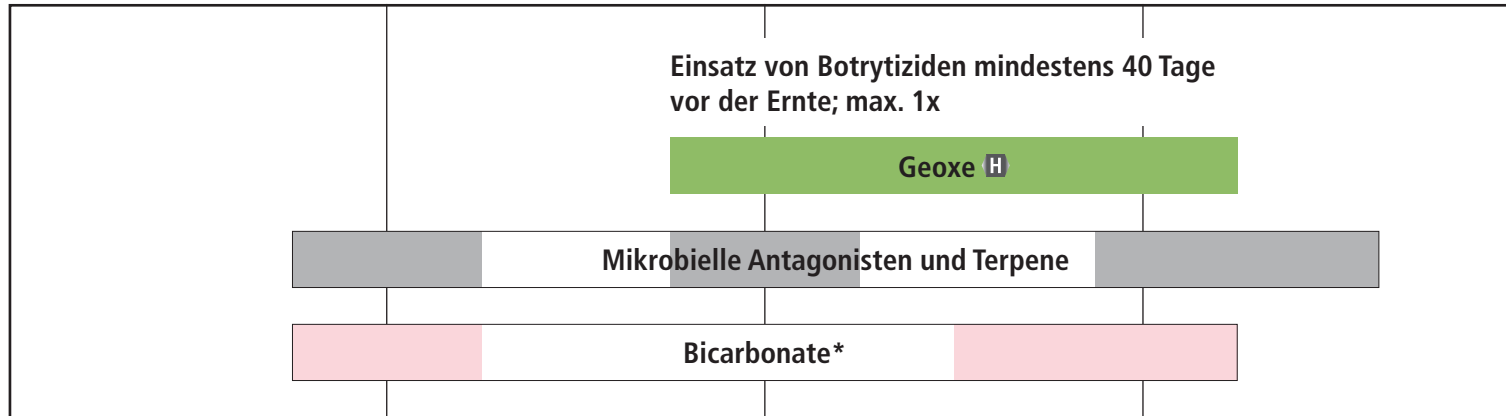 Einsatz von Botrytiziden mindestens 40 Tage
vor der Ernte; max. 1x
Geoxe H
Mikrobielle Antagonisten und Terpene
Bicarbonate*